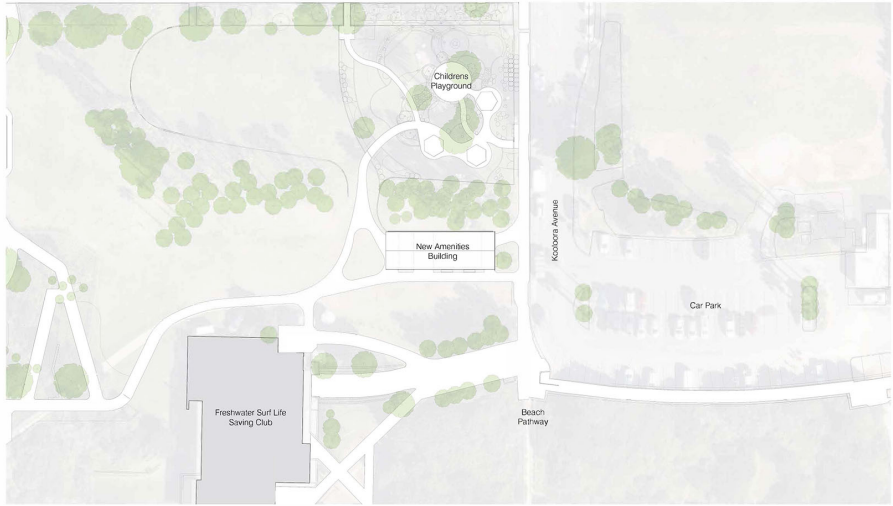 Childrens
Playground
Kooloora Avenue
New Amenities
Building
Car Park
Freshwater Surf Life
Saving Club
Beach
Pathway